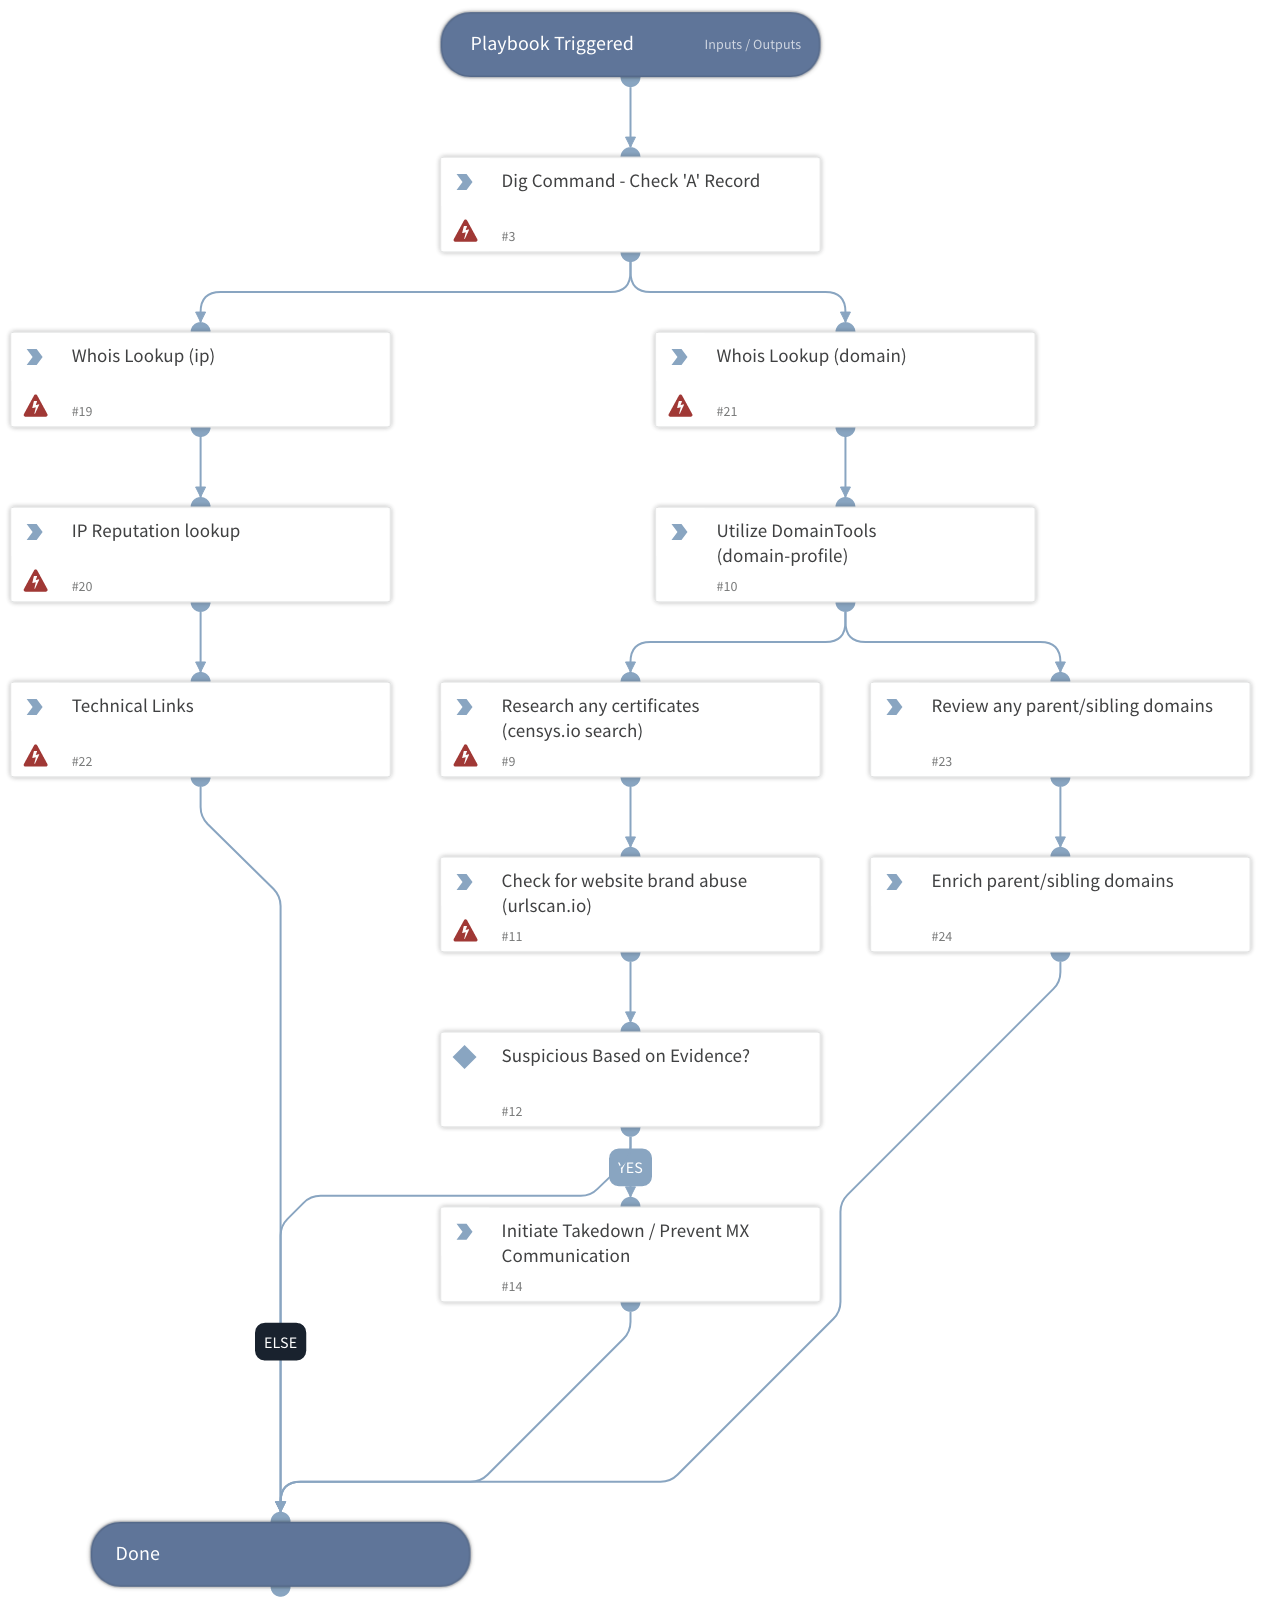 Playbook Triggered
Inputs / Outputs
Dig Command - Check 'A' Record
#3
Whois Lookup (ip)
#19
Whois Lookup (domain)
#21
IP Reputation lookup
#20
Utilize DomainTools
(domain-profile)
#10
Technical Links
#22
Research any certificates
(censys.io search)
#9
Review any parent/sibling domains
#23
Check for website brand abuse
(urlscan.io)
#11
Enrich parent/sibling domains
#24
Suspicious Based on Evidence?
#12
YES
Initiate Takedown / Prevent MX
Communication
#14
ELSE
Done